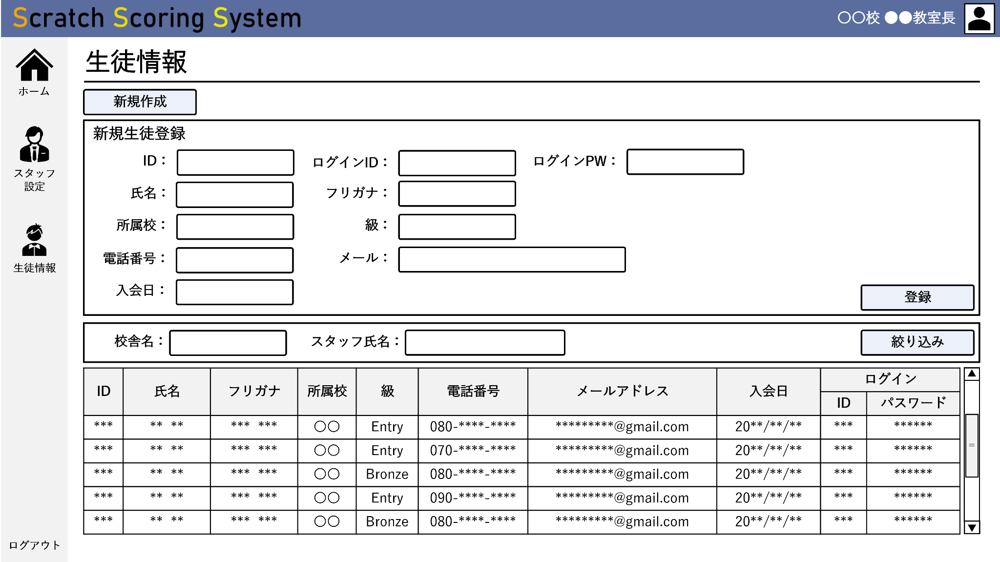 Scratch Scoring System
○○校 ●●教室長
ホーム
スタッフ
設定
生徒情報
ログアウト
生徒情報
新規作成
新規生徒登録
ID： ログインID： ログインPW：
氏名： フリガナ：
所属校： 級：
電話番号： メール：
入会日：
登録
校舎名： スタッフ氏名： 絞り込み
ID 氏名 フリガナ 所属校 級 電話番号 メールアドレス 入会日 ログイン
ID パスワード
*** ** ** *** *** ○○ Entry 080-****-**** *********@gmail.com 20**/**/** *** ******
*** ** ** *** *** ○○ Entry 070-****-**** *********@gmail.com 20**/**/** *** ******
*** ** ** *** *** ○○ Bronze 080-****-**** *********@gmail.com 20**/**/** *** ******
*** ** ** *** *** ○○ Entry 090-****-**** *********@gmail.com 20**/**/** *** ******
*** ** ** *** *** ○○ Bronze 080-****-**** *********@gmail.com 20**/**/** *** ******